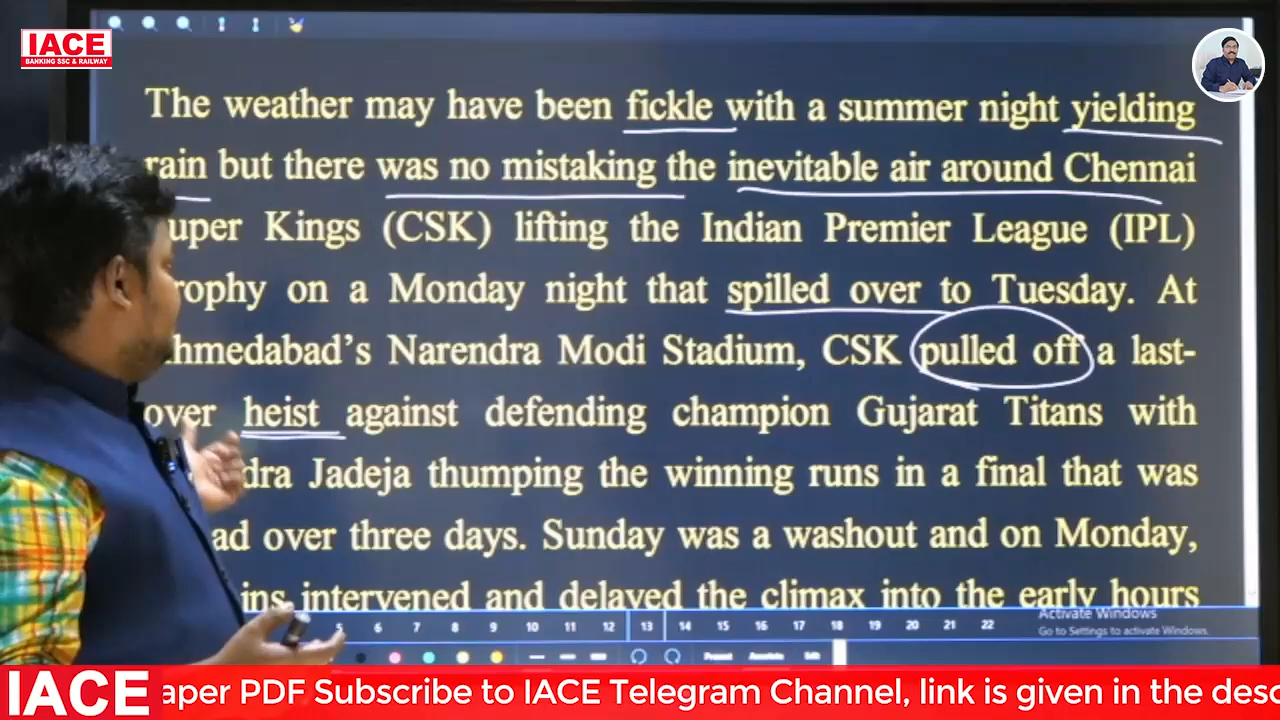 IACE
BANKING SSC & RAILWAY
The weather may have been fickle with a summer night yielding
rain but there was no mistaking the inevitable air around Chennai
uper Kings (CSK) lifting the Indian Premier League (IPL)
rophy on a Monday night that spilled over to Tuesday. At
hmedabad's Narendra Modi Stadium, CSK pulled off a last-
over heist against defending champion Gujarat Titans with
dra Jadeja thumping the winning runs in a final that was
ad over three days. Sunday was a washout and on Monday,
ins intervened and delayed the climax into the early hours
Activate Windows
Go to Settings to activate Windows.
5 6 7 8 9 10 11 12 13 14 15 16 17 18 19 20 21 22
Present Annotate Edit
IACE aper PDF Subscribe to IACE Telegram Channel, link is given in the desc